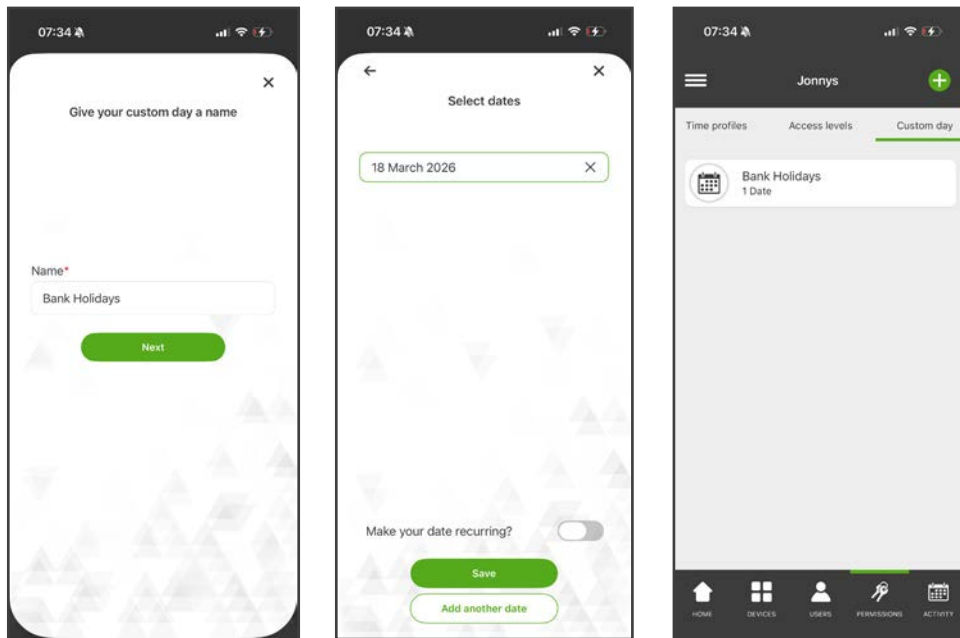 07:34
Give your custom day a name
Name*
Bank Holidays
Next
07:34
Select dates
18 March 2026
Make your date recurring?
Save
Add another date
07:34
Jonnys
Time profiles Access levels Custom day
Bank Holidays
1 Date
HOME DEVICES USERS PERMISSIONS ACTIVITY